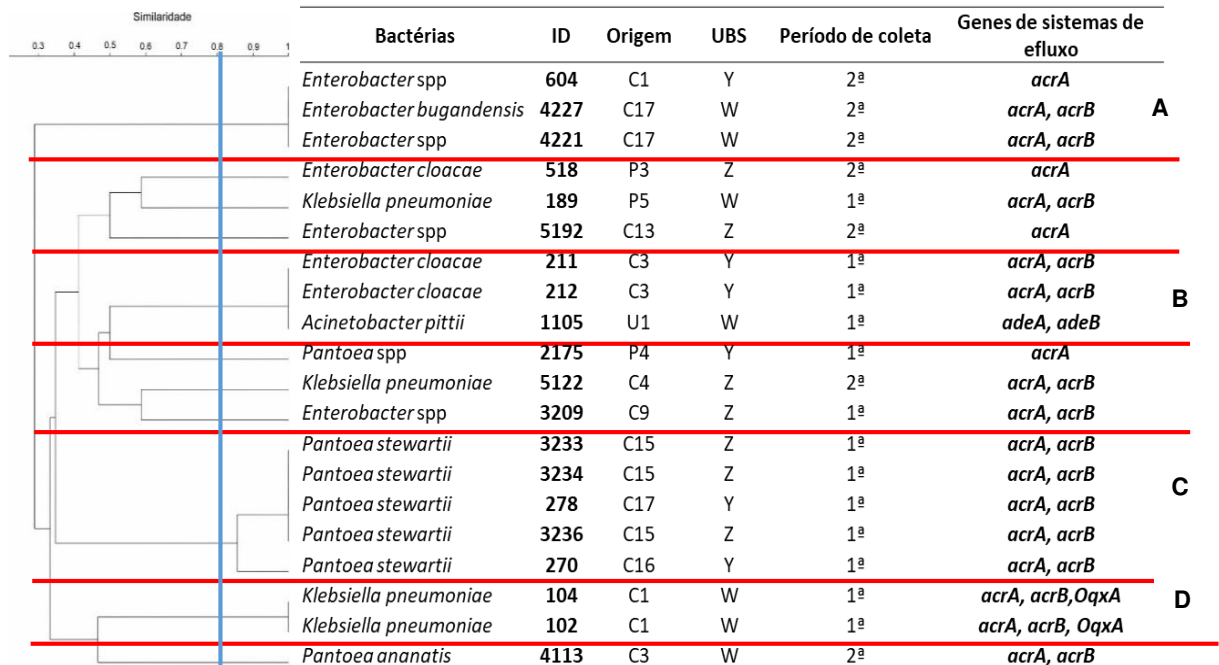 Similaridade
0.3 0.4 0.5 0.6 0.7 0.8 0.9 1
Bactérias ID Origem UBS Período de coleta Genes de sistemas de efluxo
Enterobacter spp 604 C1 Y 2ª acrA
Enterobacter bugandensis 4227 C17 W 2ª acrA, acrB
A
Enterobacter spp 4221 C17 W 2ª acrA, acrB
Enterobacter cloacae 518 P3 Z 2ª acrA
Klebsiella pneumoniae 189 P5 W 1ª acrA, acrB
Enterobacter spp 5192 C13 Z 2ª acrA
Enterobacter cloacae 211 C3 Y 1ª acrA, acrB
Enterobacter cloacae 212 C3 Y 1ª acrA, acrB
B
Acinetobacter pittii 1105 U1 W 1ª adeA, adeB
Pantoea spp 2175 P4 Y 1ª acrA
Klebsiella pneumoniae 5122 C4 Z 2ª acrA, acrB
Enterobacter spp 3209 C9 Z 1ª acrA, acrB
Pantoea stewartii 3233 C15 Z 1ª acrA, acrB
Pantoea stewartii 3234 C15 Z 1ª acrA, acrB
C
Pantoea stewartii 278 C17 Y 1ª acrA, acrB
Pantoea stewartii 3236 C15 Z 1ª acrA, acrB
Pantoea stewartii 270 C16 Y 1ª acrA, acrB
Klebsiella pneumoniae 104 C1 W 1ª acrA, acrB,OqxA
D
Klebsiella pneumoniae 102 C1 W 1ª acrA, acrB, OqxA
Pantoea ananatis 4113 C3 W 2ª acrA, acrB